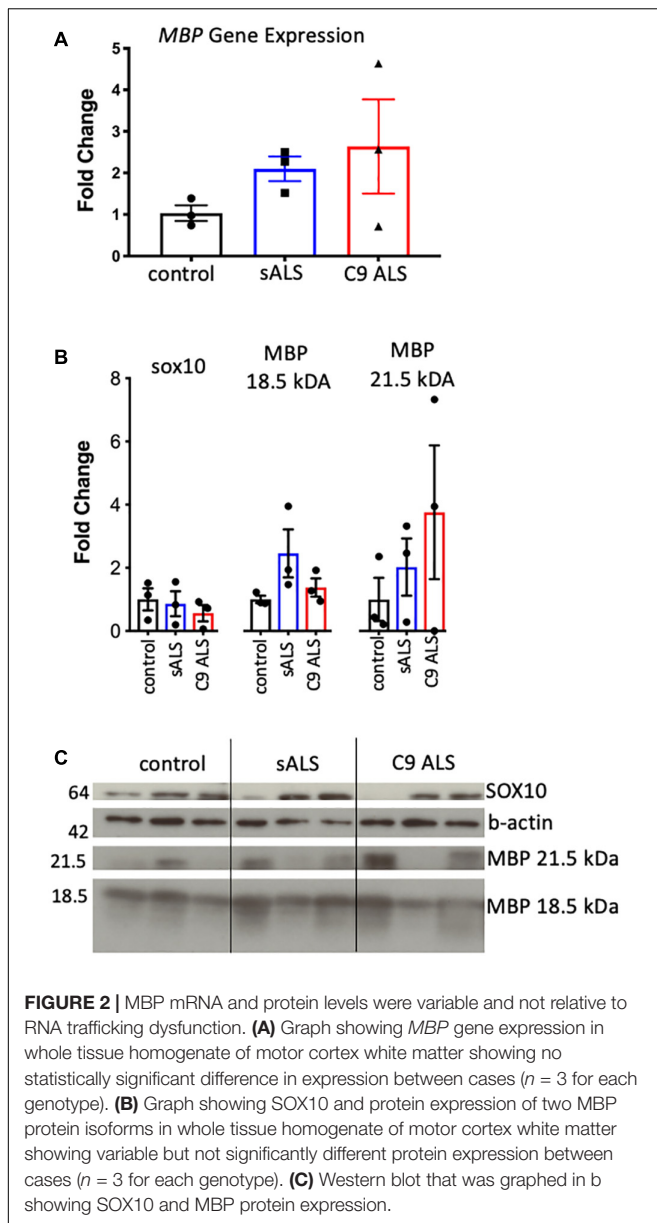 A
MBP Gene Expression
Fold Change
5
4
3
2
1
0
control
sALS
C9 ALS
B
sox10
MBP
18.5 kDA
MBP
21.5 kDA
Fold Change
8
6
4
2
0
control
sALS
C9 ALS
control
sALS
C9 ALS
control
sALS
C9 ALS
C
control
sALS
C9 ALS
64
SOX10
b-actin
42
21.5
MBP 21.5 kDa
18.5
MBP 18.5 kDa
FIGURE 2 | MBP mRNA and protein levels were variable and not relative to
RNA trafficking dysfunction. (A) Graph showing MBP gene expression in
whole tissue homogenate of motor cortex white matter showing no
statistically significant difference in expression between cases (n = 3 for each
genotype). (B) Graph showing SOX10 and protein expression of two MBP
protein isoforms in whole tissue homogenate of motor cortex white matter
showing variable but not significantly different protein expression between
cases (n = 3 for each genotype). (C) Western blot that was graphed in b
showing SOX10 and MBP protein expression.